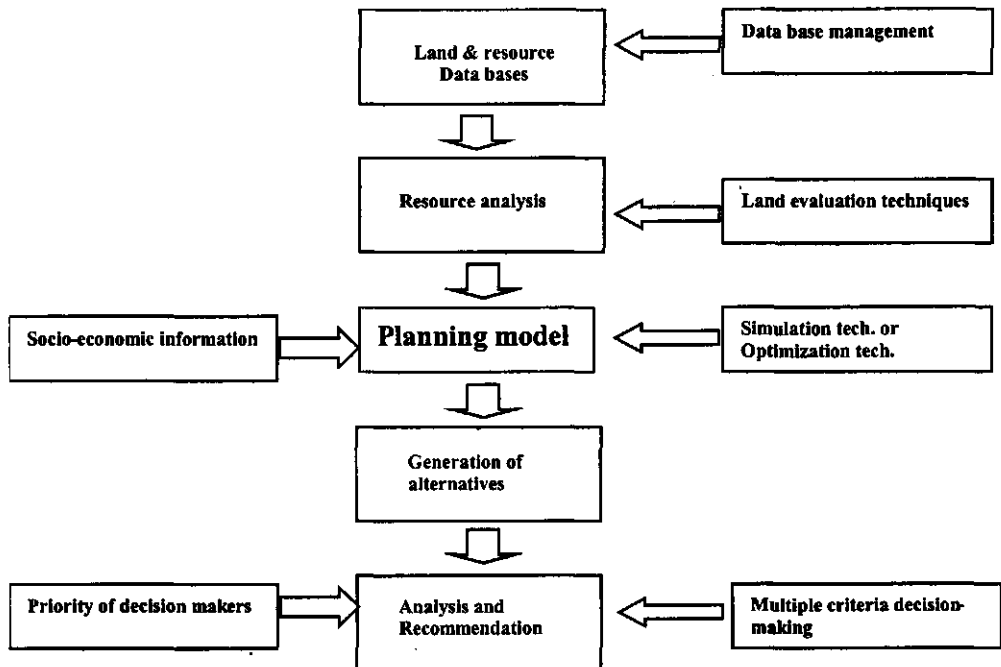 Land & resource
Data bases
Data base management
Resource analysis
Land evaluation techniques
Socio-economic information
Planning model
Simulation tech. or
Optimization tech.
Generation of
alternatives
Priority of decision makers
Analysis and
Recommendation
Multiple criteria decision-
making